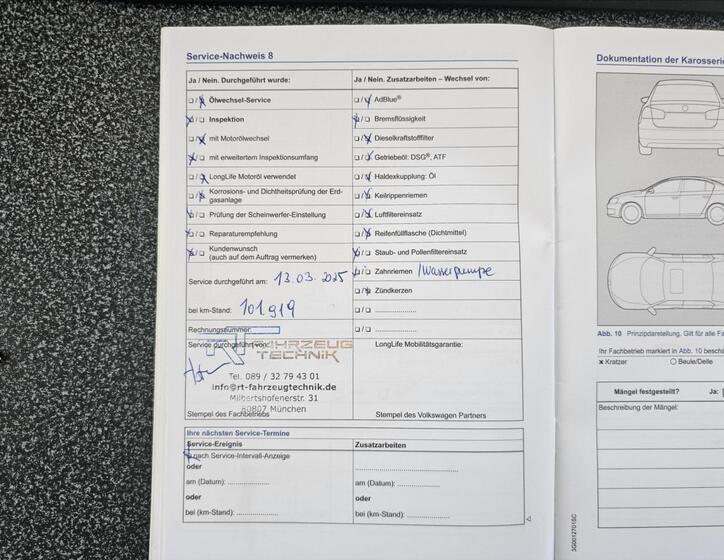 Service-Nachweis 8
Ja / Nein. Durchgeführt wurde:
Ölwechsel-Service
Inspektion
mit Motorölwechsel
mit erweitertem Inspektionsumfang
LongLife Motoröl verwendet
Korrosions- und Dichtheitsprüfung der Erd-
gasanlage
Prüfung der Scheinwerfer-Einstellung
Reparaturempfehlung
Kundenwunsch
(auch auf dem Auftrag vermerken)
Service durchgeführt am: 13.03.2025
bei km-Stand: 101.919
Rechnungsnummer:
Service durchgeführt von:
FAHRZEUG
TECHNIK
Tel. 089 / 32 79 43 01
info@rt-fahrzeugtechnik.de
Milbertshofenerstr. 31
80807 München
Stempel des Fachbetriebs
Ja / Nein. Zusatzarbeiten – Wechsel von:
AdBlue®
Bremsflüssigkeit
Dieselkraftstofffilter
Getriebeöl: DSG®, ATF
Haldexkupplung: Öl
Keilrippenriemen
Luftfiltereinsatz
Reifenfüllflasche (Dichtmittel)
Staub- und Pollenfiltereinsatz
Zahnriemen /Wasserpumpe
Zündkerzen
LongLife Mobilitätsgarantie:
Stempel des Volkswagen Partners
Ihre nächsten Service-Termine
Service-Ereignis
nach Service-Intervall-Anzeige
oder
am (Datum): ....................
oder
bei (km-Stand): ....................
Zusatzarbeiten
am (Datum): ....................
oder
bei (km-Stand): ....................
Dokumentation der Karosserie
Abb. 10 Prinzipdarstellung. Gilt für alle Fa
Ihr Fachbetrieb markiert in Abb. 10 beschä
x Kratzer O Beule/Delle
Mängel festgestellt? Ja:
Beschreibung der Mängel: